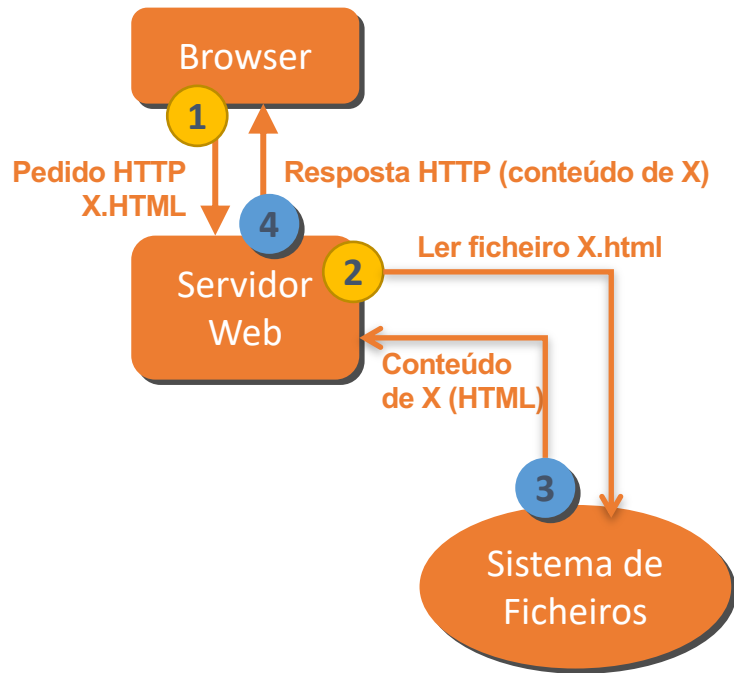 Browser
1
Pedido HTTP
X.HTML
Resposta HTTP (conteúdo de X)
4
Servidor
Web
2
Ler ficheiro X.html
Conteúdo
de X (HTML)
3
Sistema de
Ficheiros